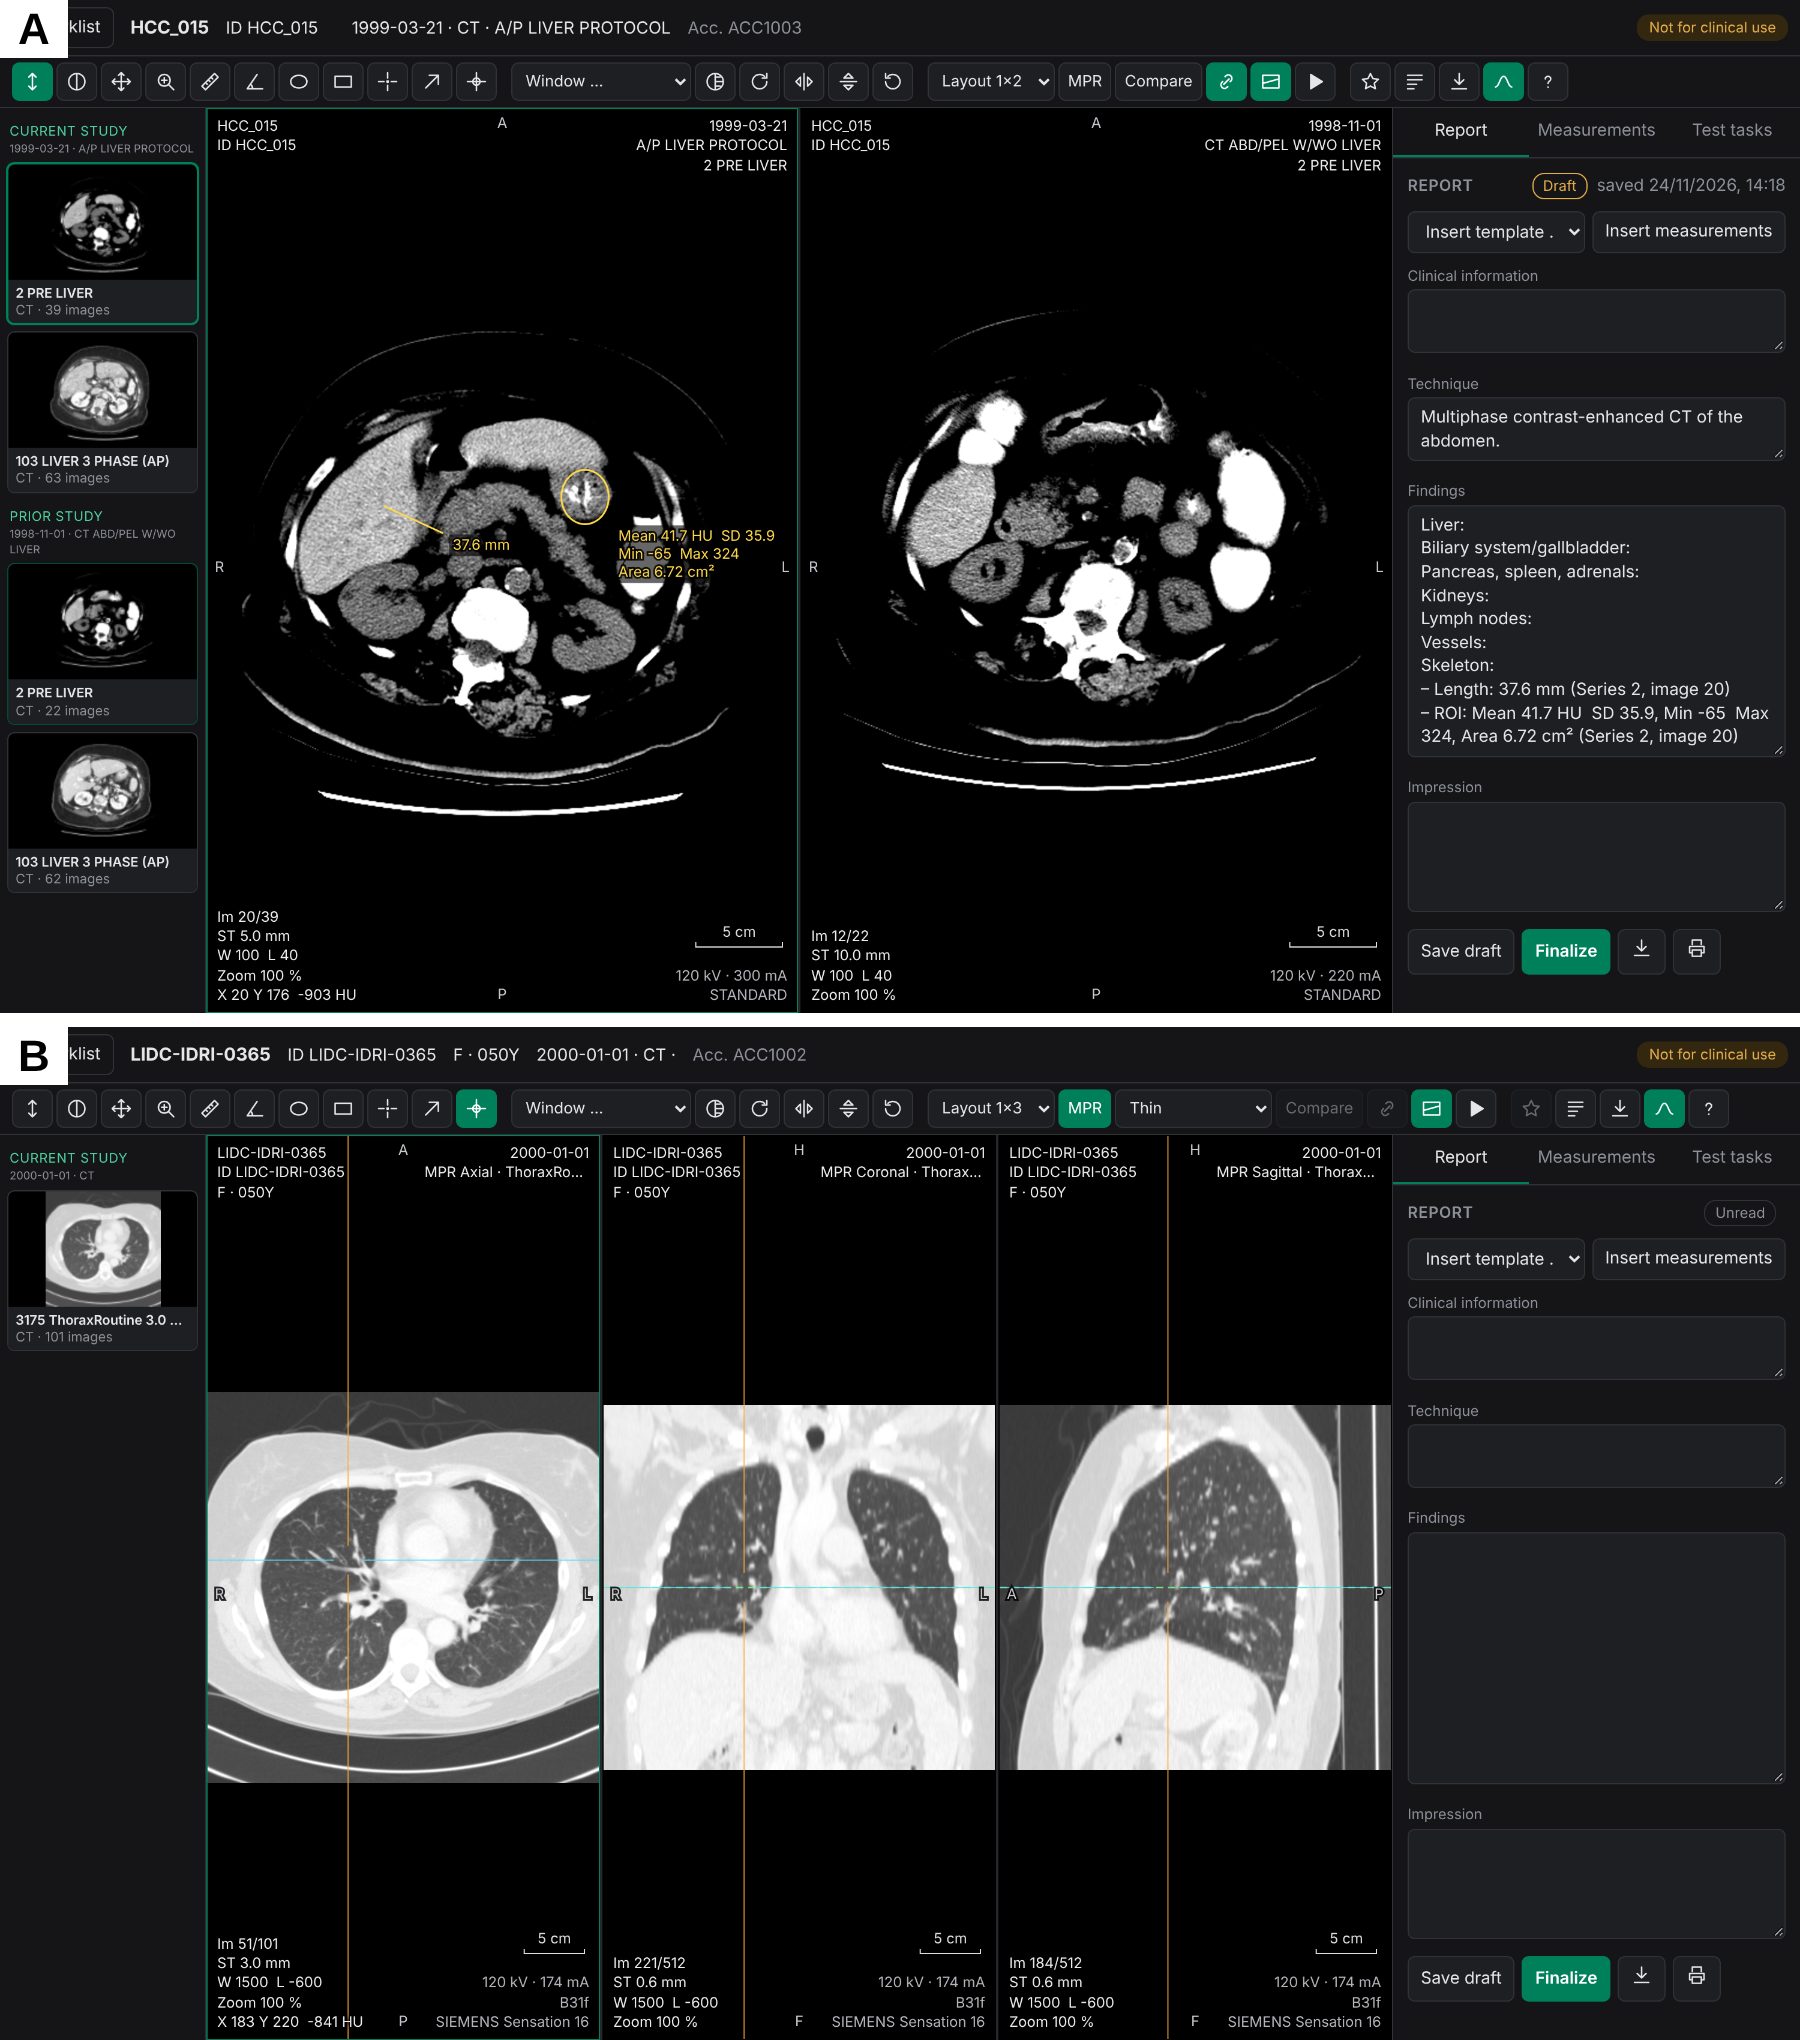 A
klist
HCC_015 ID HCC_015 1999-03-21 · CT · A/P LIVER PROTOCOL Acc. ACC1003
Not for clinical use
Window ...
Layout 1×2
MPR
Compare
?
CURRENT STUDY
1999-03-21 · A/P LIVER PROTOCOL
2 PRE LIVER
CT · 39 images
103 LIVER 3 PHASE (AP)
CT · 63 images
PRIOR STUDY
1998-11-01 · CT ABD/PEL W/WO
LIVER
2 PRE LIVER
CT · 22 images
103 LIVER 3 PHASE (AP)
CT · 62 images
HCC_015
ID HCC_015
A
1999-03-21
A/P LIVER PROTOCOL
2 PRE LIVER
37.6 mm
Mean 41.7 HU SD 35.9
Min -65 Max 324
Area 6.72 cm²
R
L
Im 20/39
ST 5.0 mm
W 100 L 40
Zoom 100 %
X 20 Y 176 -903 HU
P
5 cm
120 kV · 300 mA
STANDARD
HCC_015
ID HCC_015
A
1998-11-01
CT ABD/PEL W/WO LIVER
2 PRE LIVER
R
L
Im 12/22
ST 10.0 mm
W 100 L 40
Zoom 100 %
P
5 cm
120 kV · 220 mA
STANDARD
Report Measurements Test tasks
REPORT Draft saved 24/11/2026, 14:18
Insert template . Insert measurements
Clinical information
Technique
Multiphase contrast-enhanced CT of the
abdomen.
Findings
Liver:
Biliary system/gallbladder:
Pancreas, spleen, adrenals:
Kidneys:
Lymph nodes:
Vessels:
Skeleton:
– Length: 37.6 mm (Series 2, image 20)
– ROI: Mean 41.7 HU SD 35.9, Min -65 Max
324, Area 6.72 cm² (Series 2, image 20)
Impression
Save draft Finalize
B
klist
LIDC-IDRI-0365 ID LIDC-IDRI-0365 F · 050Y 2000-01-01 · CT · Acc. ACC1002
Not for clinical use
Window ...
Layout 1×3
MPR
Thin
Compare
?
CURRENT STUDY
2000-01-01 · CT
3175 ThoraxRoutine 3.0 ...
CT · 101 images
LIDC-IDRI-0365
ID LIDC-IDRI-0365
F · 050Y
A
2000-01-01
MPR Axial · ThoraxRo...
R
L
Im 51/101
ST 3.0 mm
W 1500 L -600
Zoom 100 %
X 183 Y 220 -841 HU
P
5 cm
120 kV · 174 mA
B31f
SIEMENS Sensation 16
LIDC-IDRI-0365
ID LIDC-IDRI-0365
F · 050Y
H
2000-01-01
MPR Coronal · Thorax...
R
L
Im 221/512
ST 0.6 mm
W 1500 L -600
Zoom 100 %
F
5 cm
120 kV · 174 mA
B31f
SIEMENS Sensation 16
LIDC-IDRI-0365
ID LIDC-IDRI-0365
F · 050Y
H
2000-01-01
MPR Sagittal · Thorax...
A
P
Im 184/512
ST 0.6 mm
W 1500 L -600
Zoom 100 %
F
5 cm
120 kV · 174 mA
B31f
SIEMENS Sensation 16
Report Measurements Test tasks
REPORT Unread
Insert template . Insert measurements
Clinical information
Technique
Findings
Impression
Save draft Finalize